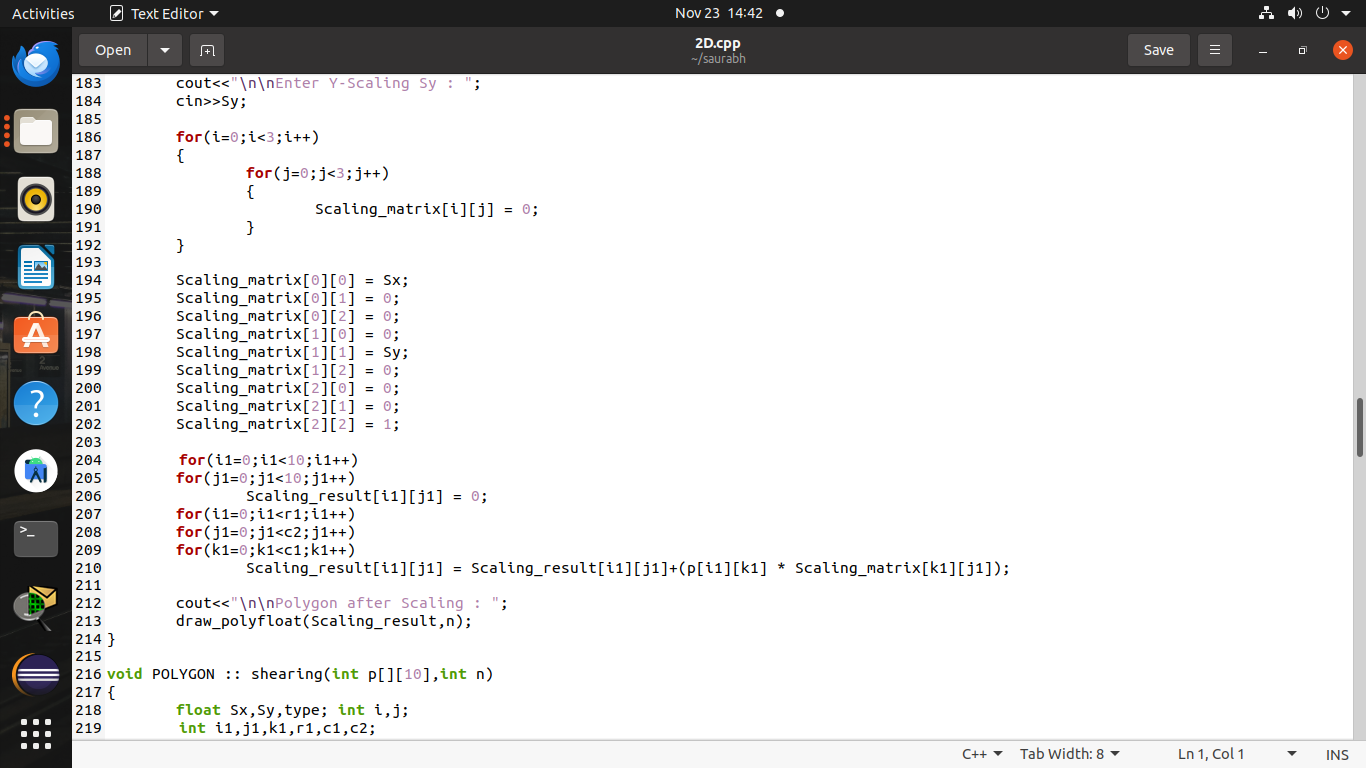 Activities Text Editor Nov 23 14:42
Open 2D.cpp Save
~/saurabh
183 cout<<"\n\nEnter Y-Scaling Sy : ";
184 cin>>Sy;
185
186 for(i=0;i<3;i++)
187 {
188 for(j=0;j<3;j++)
189 {
190 Scaling_matrix[i][j] = 0;
191 }
192 }
193
194 Scaling_matrix[0][0] = Sx;
195 Scaling_matrix[0][1] = 0;
196 Scaling_matrix[0][2] = 0;
197 Scaling_matrix[1][0] = 0;
198 Scaling_matrix[1][1] = Sy;
199 Scaling_matrix[1][2] = 0;
200 Scaling_matrix[2][0] = 0;
201 Scaling_matrix[2][1] = 0;
202 Scaling_matrix[2][2] = 1;
203
204 for(i1=0;i1<10;i1++)
205 for(j1=0;j1<10;j1++)
206 Scaling_result[i1][j1] = 0;
207 for(i1=0;i1<r1;i1++)
208 for(j1=0;j1<c2;j1++)
209 for(k1=0;k1<c1;k1++)
210 Scaling_result[i1][j1] = Scaling_result[i1][j1]+(p[i1][k1] * Scaling_matrix[k1][j1]);
211
212 cout<<"\n\nPolygon after Scaling : ";
213 draw_polyfloat(Scaling_result,n);
214 }
215
216 void POLYGON :: shearing(int p[][10],int n)
217 {
218 float Sx,Sy,type; int i,j;
219 int i1,j1,k1,r1,c1,c2;
C++ Tab Width: 8 Ln 1, Col 1 INS